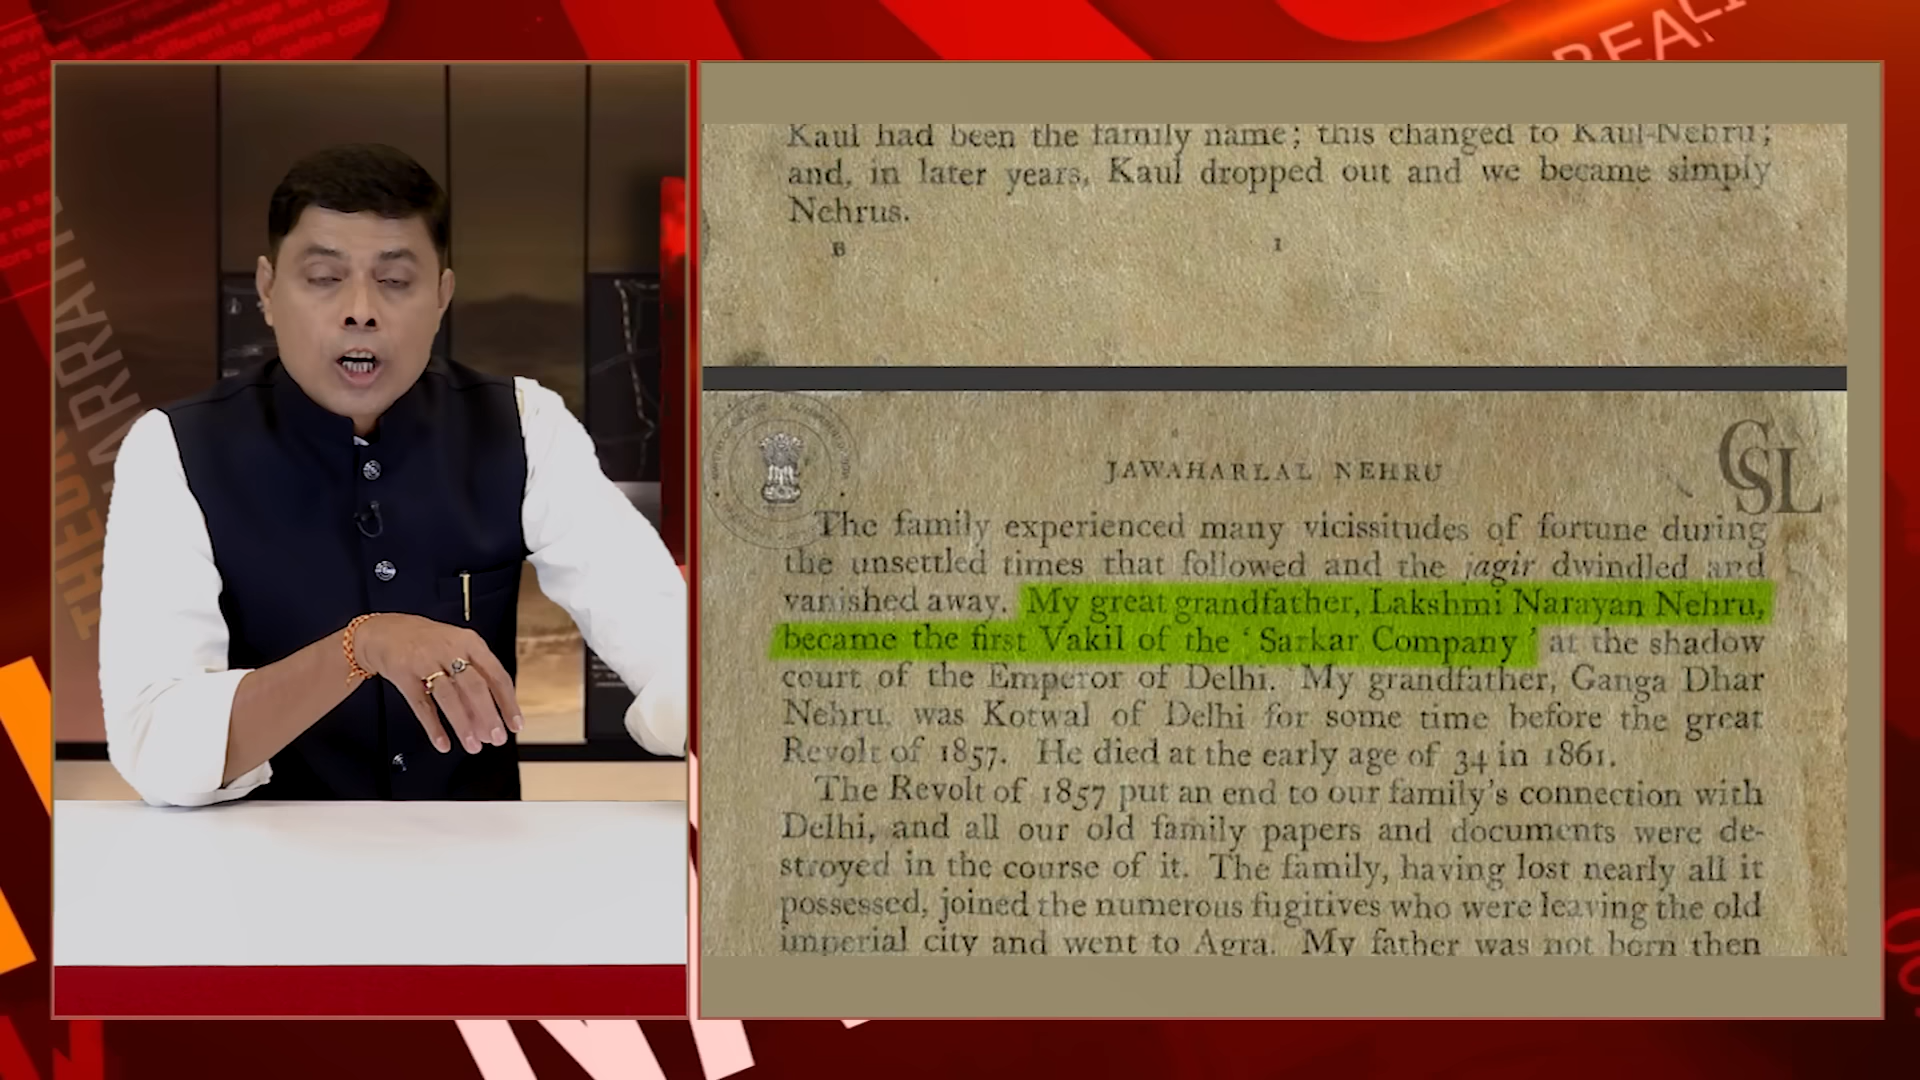 REAL
THE
NARRATI
Kaul had been the family name; this changed to Kaul-Nehru;
and, in later years, Kaul dropped out and we became simply
Nehrus.
B 1
JAWAHARLAL NEHRU
CSL
The family experienced many vicissitudes of fortune during
the unsettled times that followed and the jagir dwindled and
vanished away. My great grandfather, Lakshmi Narayan Nehru,
became the first Vakil of the ‘Sarkar Company’ at the shadow
court of the Emperor of Delhi. My grandfather, Ganga Dhar
Nehru, was Kotwal of Delhi for some time before the great
Revolt of 1857. He died at the early age of 34 in 1861.
The Revolt of 1857 put an end to our family's connection with
Delhi, and all our old family papers and documents were de-
stroyed in the course of it. The family, having lost nearly all it
possessed, joined the numerous fugitives who were leaving the old
imperial city and went to Agra. My father was not born then